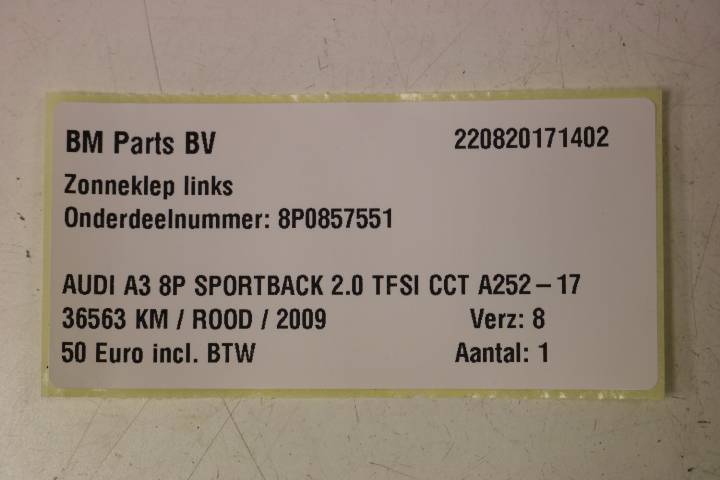 BM Parts BV 220820171402
Zonneklep links
Onderdeelnummer: 8P0857551
AUDI A3 8P SPORTBACK 2.0 TFSI CCT A252-17
36563 KM / ROOD / 2009 Verz: 8
50 Euro incl. BTW Aantal: 1